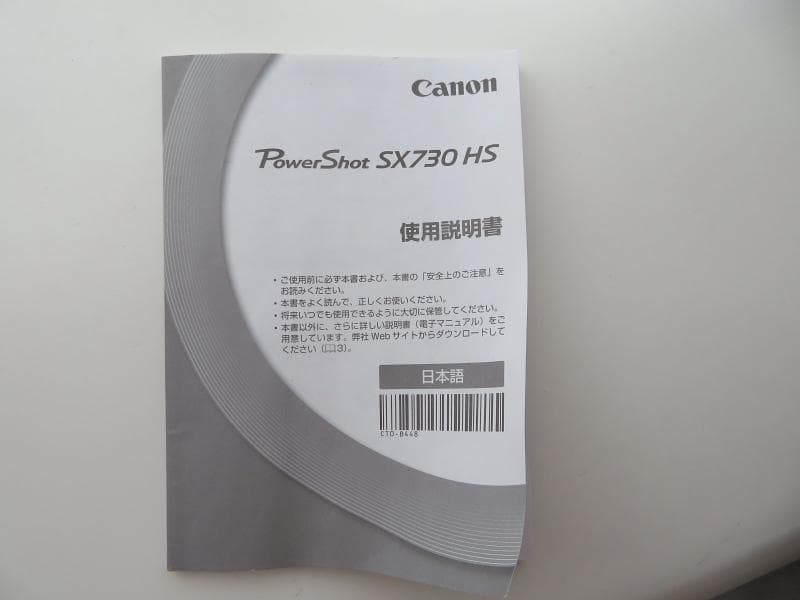 Canon
PowerShot SX730 HS
使用説明書
・ご使用前に必ず本書および、本書の「安全上のご注意」を
お読みください。
・本書をよく読んで、正しくお使いください。
・将来いつでも使用できるように大切に保管してください。
・本書以外に、さらに詳しい説明書（電子マニュアル）をご
用意しています。弊社 Web サイトからダウンロードして
ください（📖3）。
日本語
CT0-B448